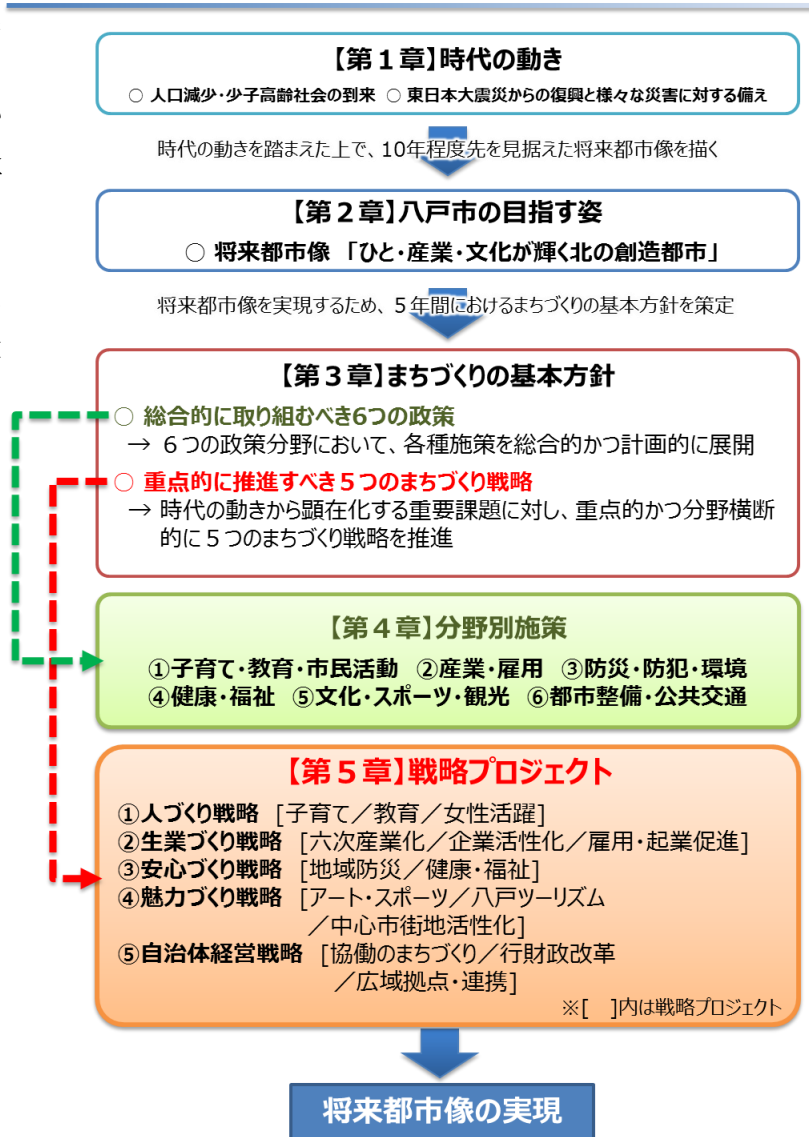 【第１章】時代の動き
○ 人口減少・少子高齢社会の到来 ○ 東日本大震災からの復興と様々な災害に対する備え
時代の動きを踏まえた上で、10年程度先を見据えた将来都市像を描く
【第２章】八戸市の目指す姿
○ 将来都市像 「ひと・産業・文化が輝く北の創造都市」
将来都市像を実現するため、５年間におけるまちづくりの基本方針を策定
【第３章】まちづくりの基本方針
○ 総合的に取り組むべき6つの政策
→ ６つの政策分野において、各種施策を総合的かつ計画的に展開
○ 重点的に推進すべき５つのまちづくり戦略
→ 時代の動きから顕在化する重要課題に対し、重点的かつ分野横断
的に５つのまちづくり戦略を推進
【第４章】分野別施策
①子育て・教育・市民活動 ②産業・雇用 ③防災・防犯・環境
④健康・福祉 ⑤文化・スポーツ・観光 ⑥都市整備・公共交通
【第５章】戦略プロジェクト
①人づくり戦略 [子育て／教育／女性活躍]
②生業づくり戦略 [六次産業化／企業活性化／雇用・起業促進]
③安心づくり戦略 [地域防災／健康・福祉]
④魅力づくり戦略 [アート・スポーツ／八戸ツーリズム
／中心市街地活性化]
⑤自治体経営戦略 [協働のまちづくり／行財政改革
／広域拠点・連携]
※[　]内は戦略プロジェクト
将来都市像の実現